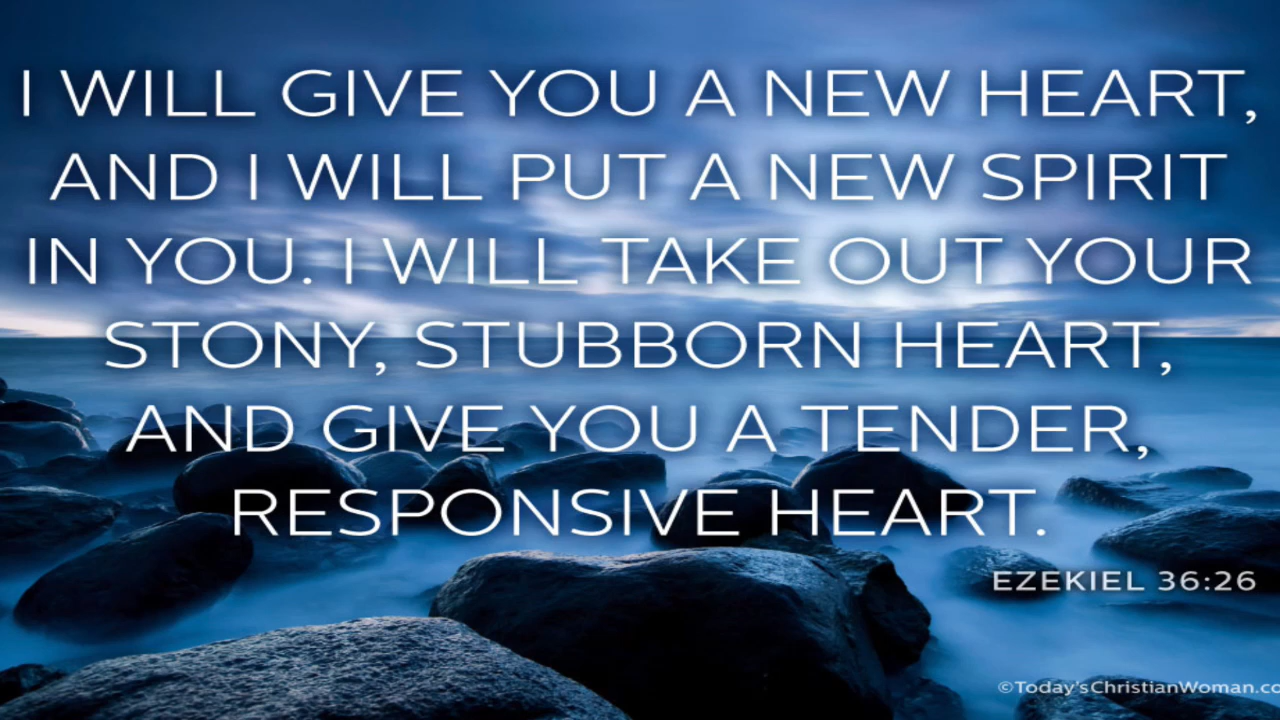 I WILL GIVE YOU A NEW HEART,
AND I WILL PUT A NEW SPIRIT
IN YOU. I WILL TAKE OUT YOUR
STONY, STUBBORN HEART,
AND GIVE YOU A TENDER,
RESPONSIVE HEART.
EZEKIEL 36:26
©Today'sChristianWoman.co